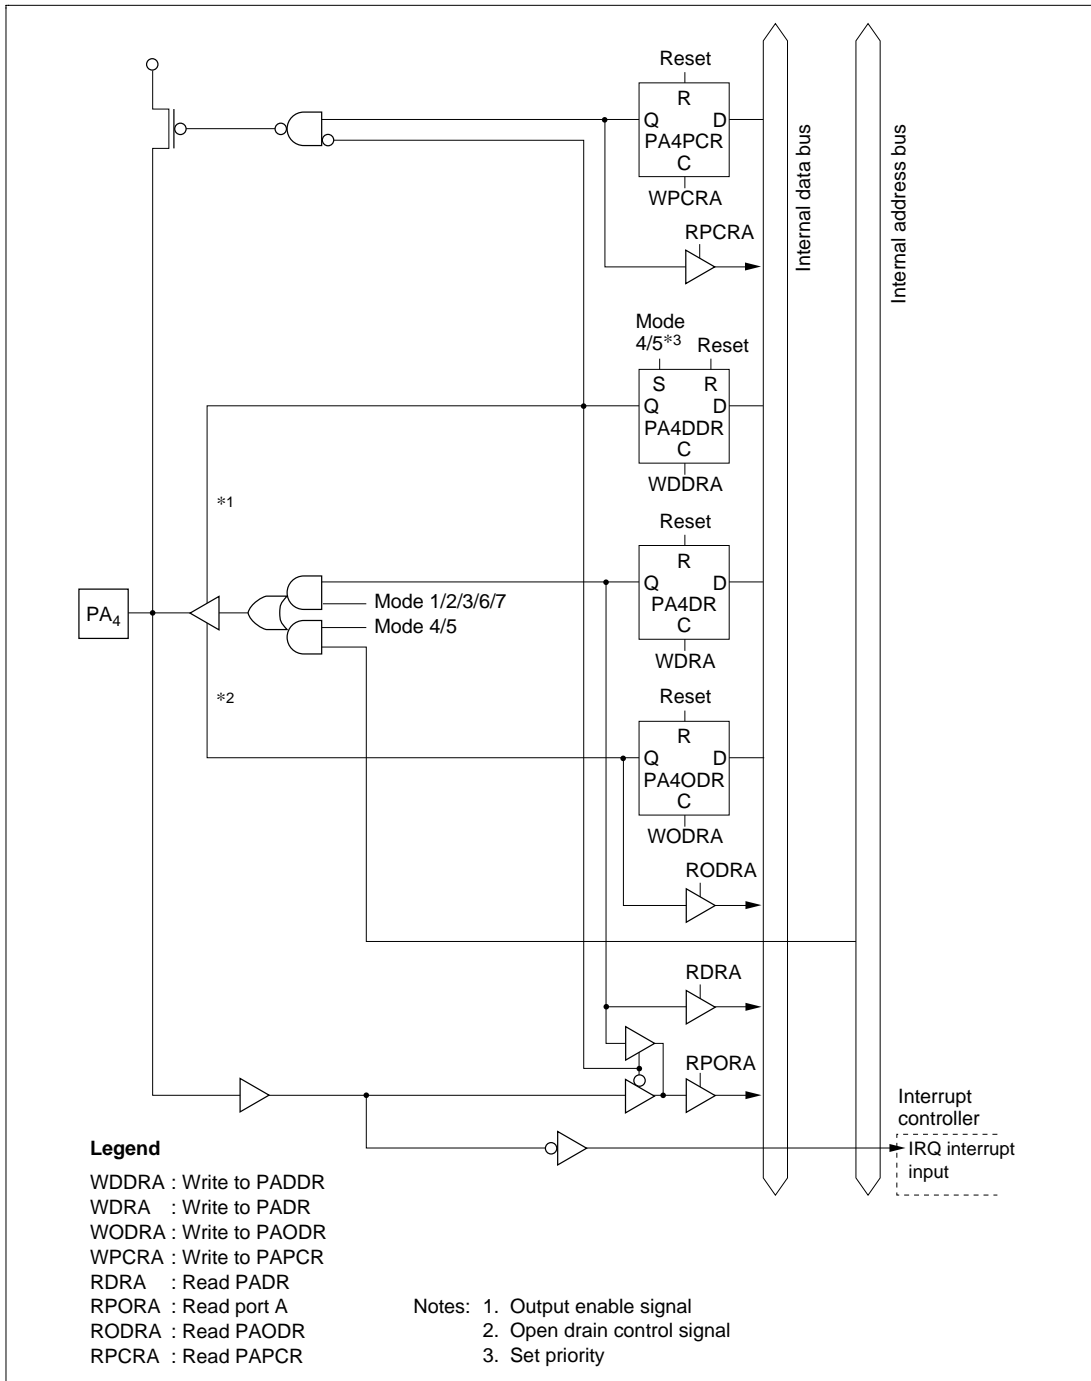 Reset
R
Q D
PA4PCR
C
WPCRA
RPCRA
Internal data bus
Internal address bus
Mode
4/5*3 Reset
S R
Q D
PA4DDR
C
WDDRA
*1
Reset
R
Q D
PA4DR
C
WDRA
Mode 1/2/3/6/7
Mode 4/5
PA4
*2
Reset
R
Q D
PA4ODR
C
WODRA
RODRA
RDRA
RPORA
Interrupt
controller
IRQ interrupt
input
Legend
WDDRA : Write to PADDR
WDRA : Write to PADR
WODRA : Write to PAODR
WPCRA : Write to PAPCR
RDRA : Read PADR
RPORA : Read port A
RODRA : Read PAODR
RPCRA : Read PAPCR
Notes: 1. Output enable signal
2. Open drain control signal
3. Set priority